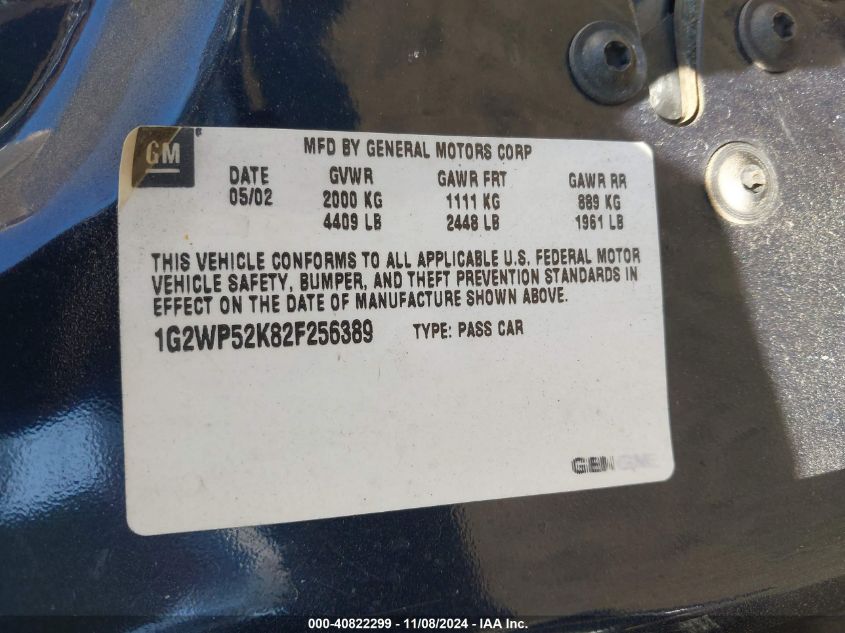 GM
MFD BY GENERAL MOTORS CORP
DATE GVWR GAWR FRT GAWR RR
05/02 2000 KG 1111 KG 889 KG
4409 LB 2448 LB 1961 LB
THIS VEHICLE CONFORMS TO ALL APPLICABLE U.S. FEDERAL MOTOR
VEHICLE SAFETY, BUMPER, AND THEFT PREVENTION STANDARDS IN
EFFECT ON THE DATE OF MANUFACTURE SHOWN ABOVE.
1G2WP52K82F256389 TYPE: PASS CAR
000-40822299 - 11/08/2024 - IAA Inc.